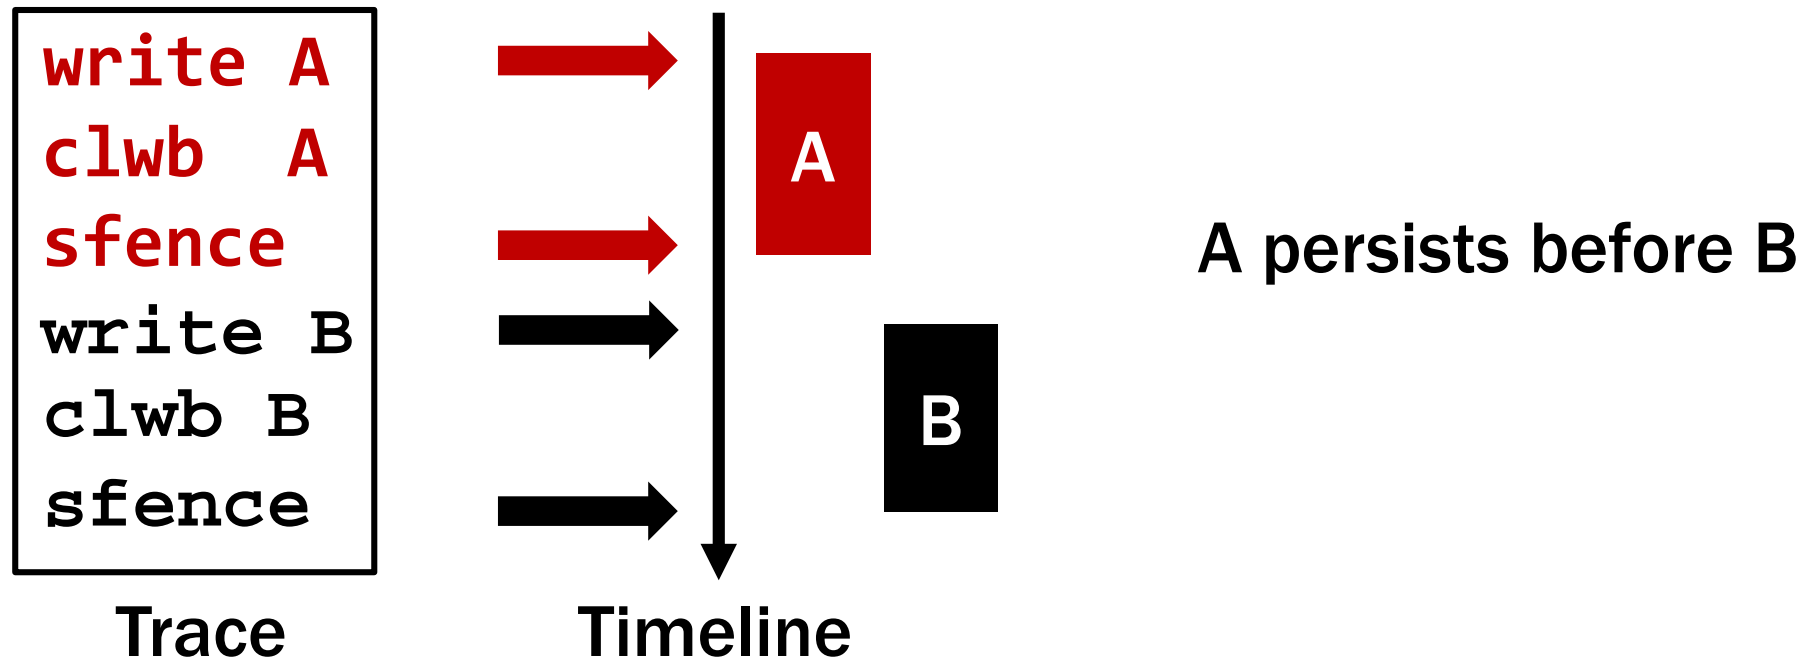 write A
clwb A
sfence
write B
clwb B
sfence
A
B
A persists before B
Trace
Timeline